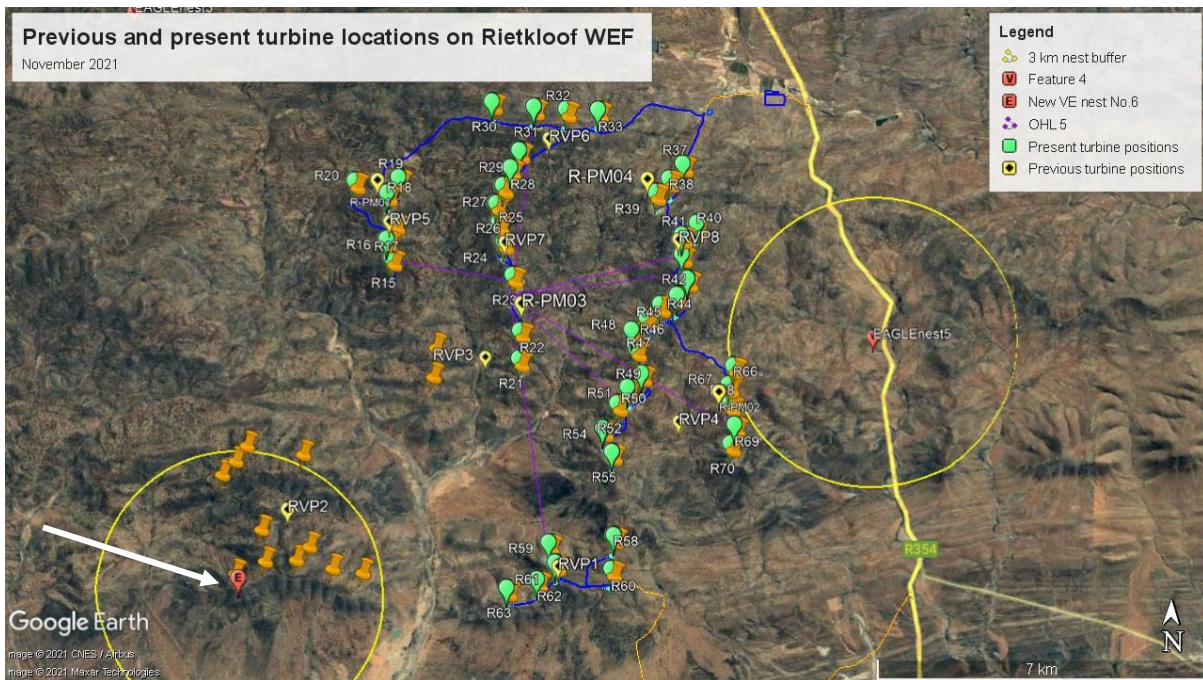 EAGLEnest3
Previous and present turbine locations on Rietkloof WEF
November 2021
Legend
3 km nest buffer
Feature 4
New VE nest No.6
OHL 5
Present turbine positions
Previous turbine positions
R32
R30
R31
R33
RVP6
R20
R19
R18
R-PM01
R29
R28
R37
R-PM04
R38
R39
R27
R25
R26
RVP5
R16
R17
R15
RVP7
R24
R41
R40
RVP8
R42
R23
R-PM03
R44
R45
R46
R48
R47
EAGLEnest5
RVP3
R22
R21
R49
R51
R50
R67
R66
R-PM02
RVP4
R54
R52
R55
R69
R70
RVP2
R59
R58
RVP1
R61
R62
R60
R63
E
R354
Google Earth
mage © 2021 CNES / Airbus
mage © 2021 Maxar Technologies
N
7 km